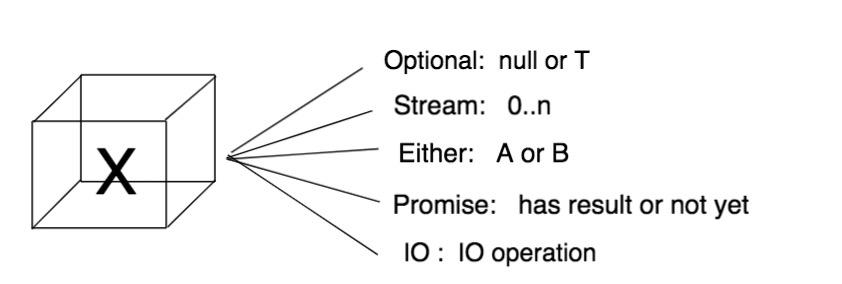 Optional: null or T
Stream: 0..n
Either: A or B
X
Promise: has result or not yet
IO : IO operation